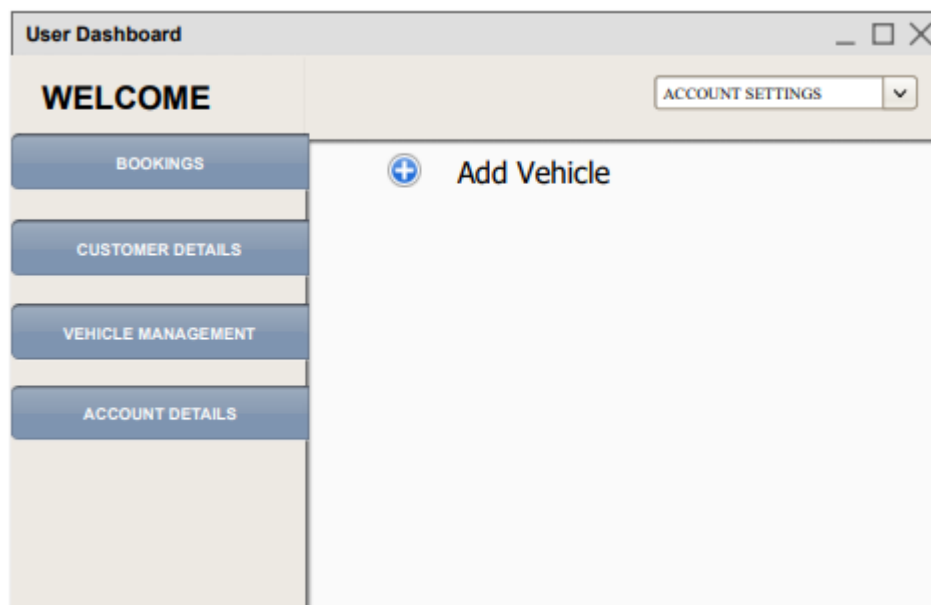 User Dashboard
WELCOME
ACCOUNT SETTINGS
BOOKINGS
Add Vehicle
CUSTOMER DETAILS
VEHICLE MANAGEMENT
ACCOUNT DETAILS